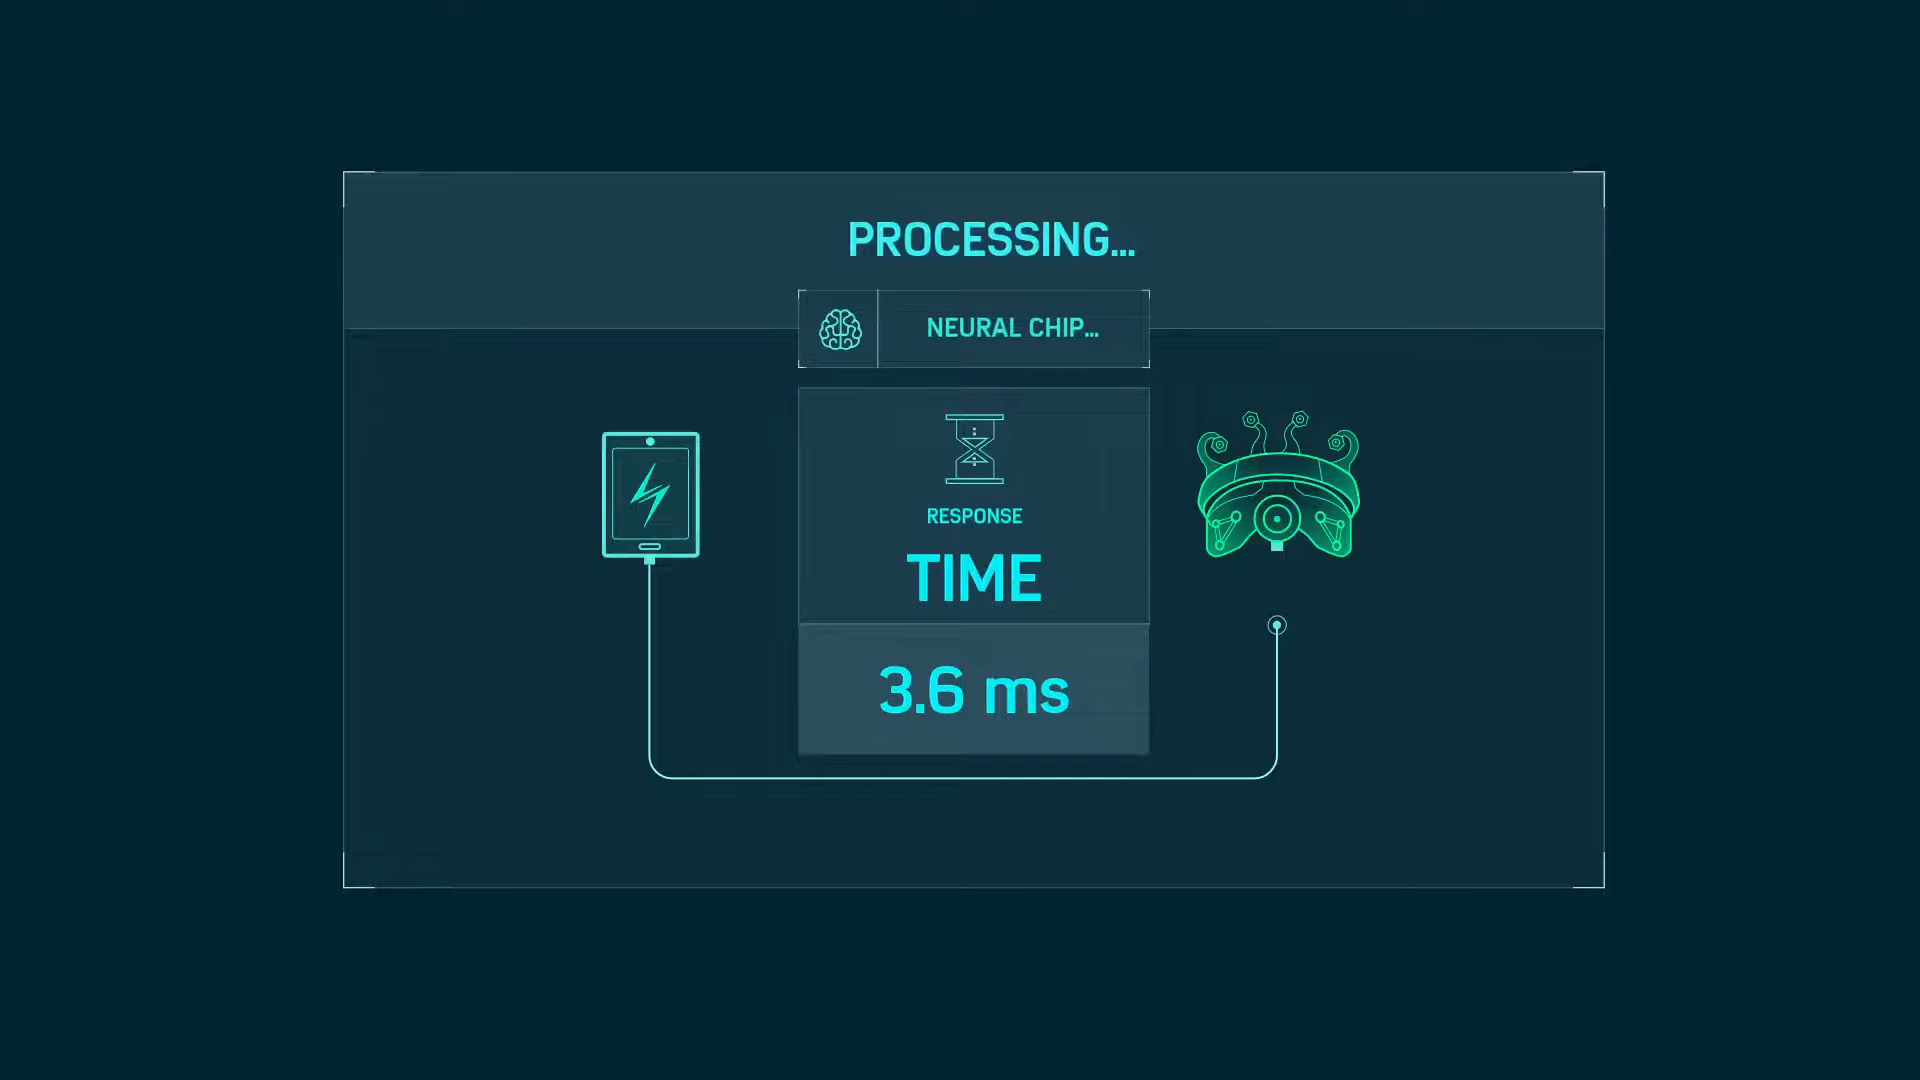 PROCESSING...
NEURAL CHIP...
RESPONSE
TIME
3.6 ms